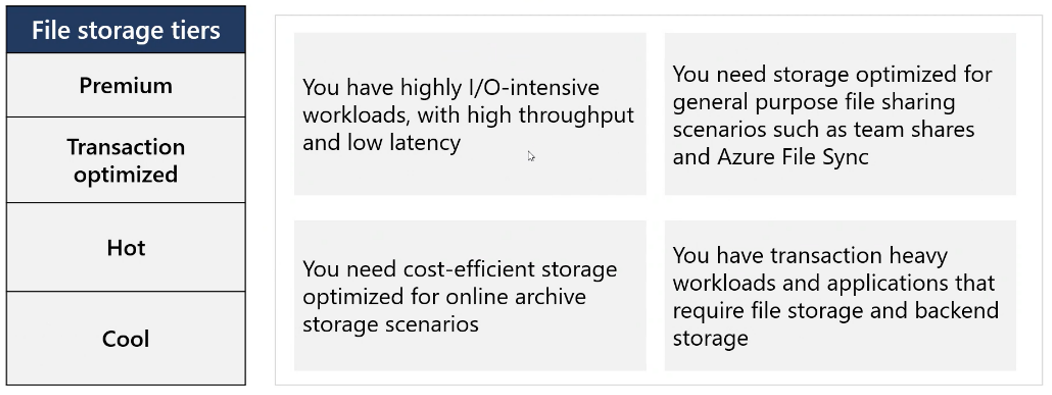 File storage tiers
Premium
Transaction
optimized
Hot
Cool
You have highly I/O-intensive
workloads, with high throughput
and low latency
You need storage optimized for
general purpose file sharing
scenarios such as team shares
and Azure File Sync
You need cost-efficient storage
optimized for online archive
storage scenarios
You have transaction heavy
workloads and applications that
require file storage and backend
storage